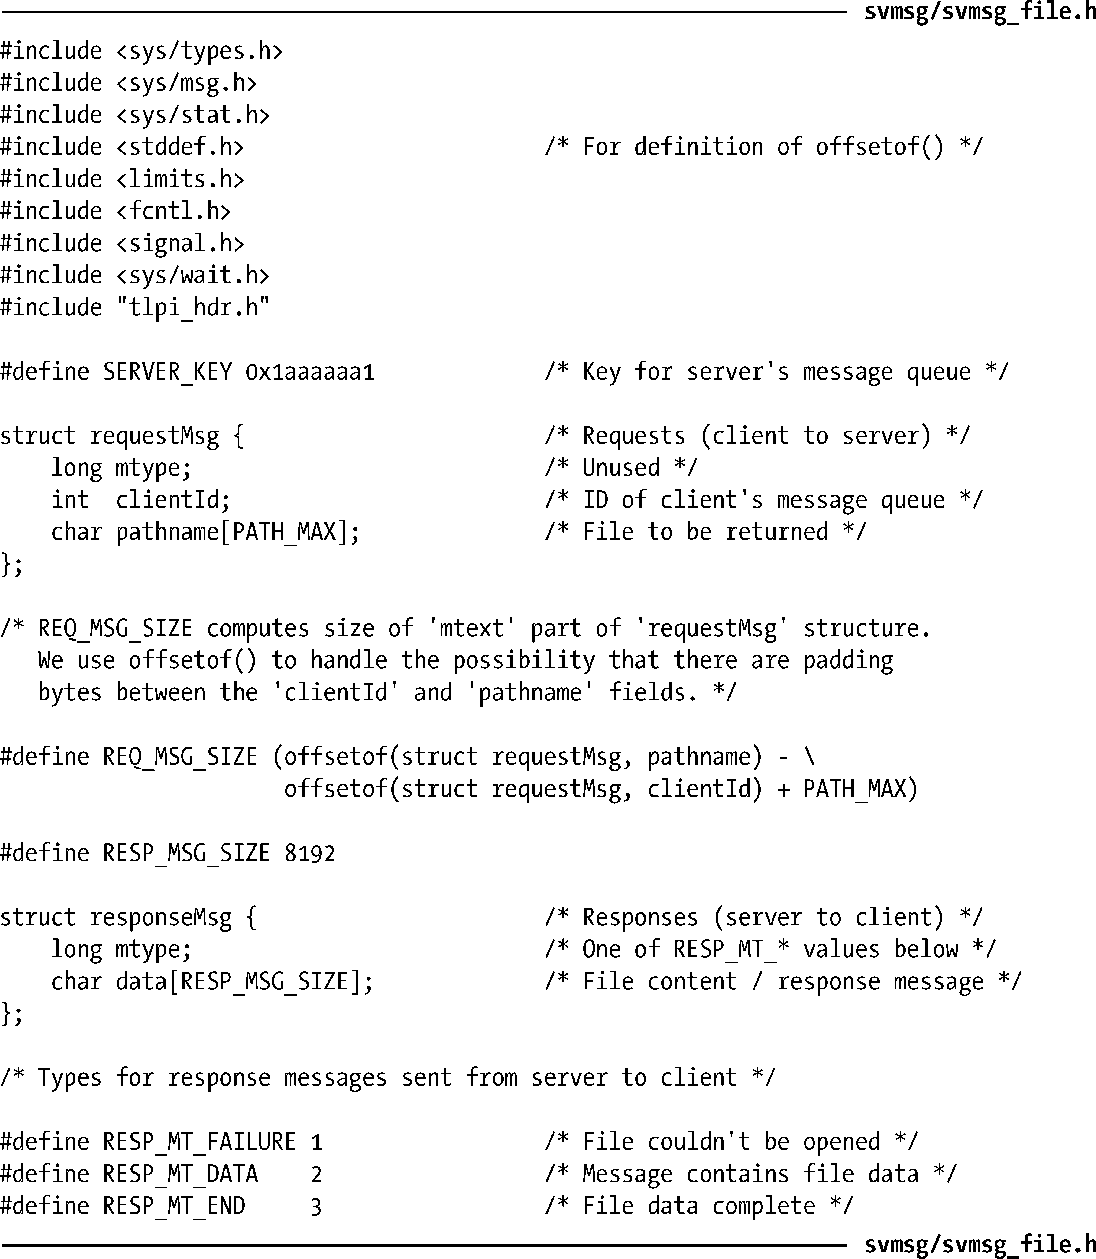 svmsg/svmsg_file.h
#include <sys/types.h>
#include <sys/msg.h>
#include <sys/stat.h>
#include <stddef.h> /* For definition of offsetof() */
#include <limits.h>
#include <fcntl.h>
#include <signal.h>
#include <sys/wait.h>
#include "tlpi_hdr.h"
#define SERVER_KEY 0x1aaaaaa1 /* Key for server's message queue */
struct requestMsg { /* Requests (client to server) */
long mtype; /* Unused */
int clientId; /* ID of client's message queue */
char pathname[PATH_MAX]; /* File to be returned */
};
/* REQ_MSG_SIZE computes size of 'mtext' part of 'requestMsg' structure.
We use offsetof() to handle the possibility that there are padding
bytes between the 'clientId' and 'pathname' fields. */
#define REQ_MSG_SIZE (offsetof(struct requestMsg, pathname) - \
offsetof(struct requestMsg, clientId) + PATH_MAX)
#define RESP_MSG_SIZE 8192
struct responseMsg { /* Responses (server to client) */
long mtype; /* One of RESP_MT_* values below */
char data[RESP_MSG_SIZE]; /* File content / response message */
};
/* Types for response messages sent from server to client */
#define RESP_MT_FAILURE 1 /* File couldn't be opened */
#define RESP_MT_DATA 2 /* Message contains file data */
#define RESP_MT_END 3 /* File data complete */
svmsg/svmsg_file.h